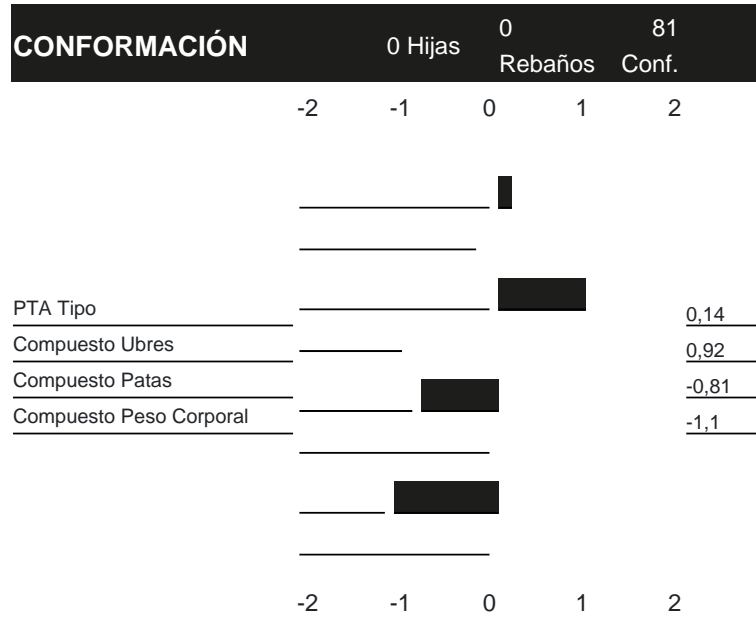 CONFORMACIÓN 0 Hijas 0 Rebaños 81 Conf.
-2 -1 0 1 2
PTA Tipo 0,14
Compuesto Ubres 0,92
Compuesto Patas -0,81
Compuesto Peso Corporal -1,1
-2 -1 0 1 2